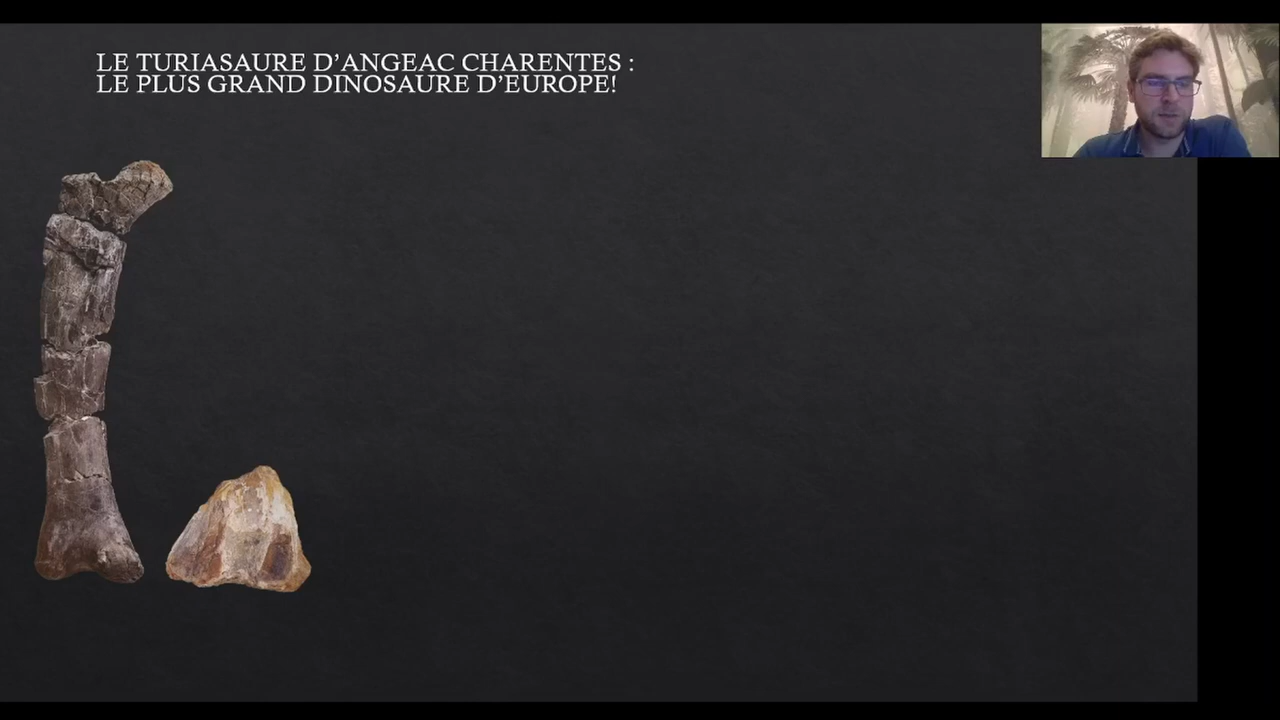 LE TURIASAURE D’ANGEAC CHARENTES :
LE PLUS GRAND DINOSAURE D’EUROPE!